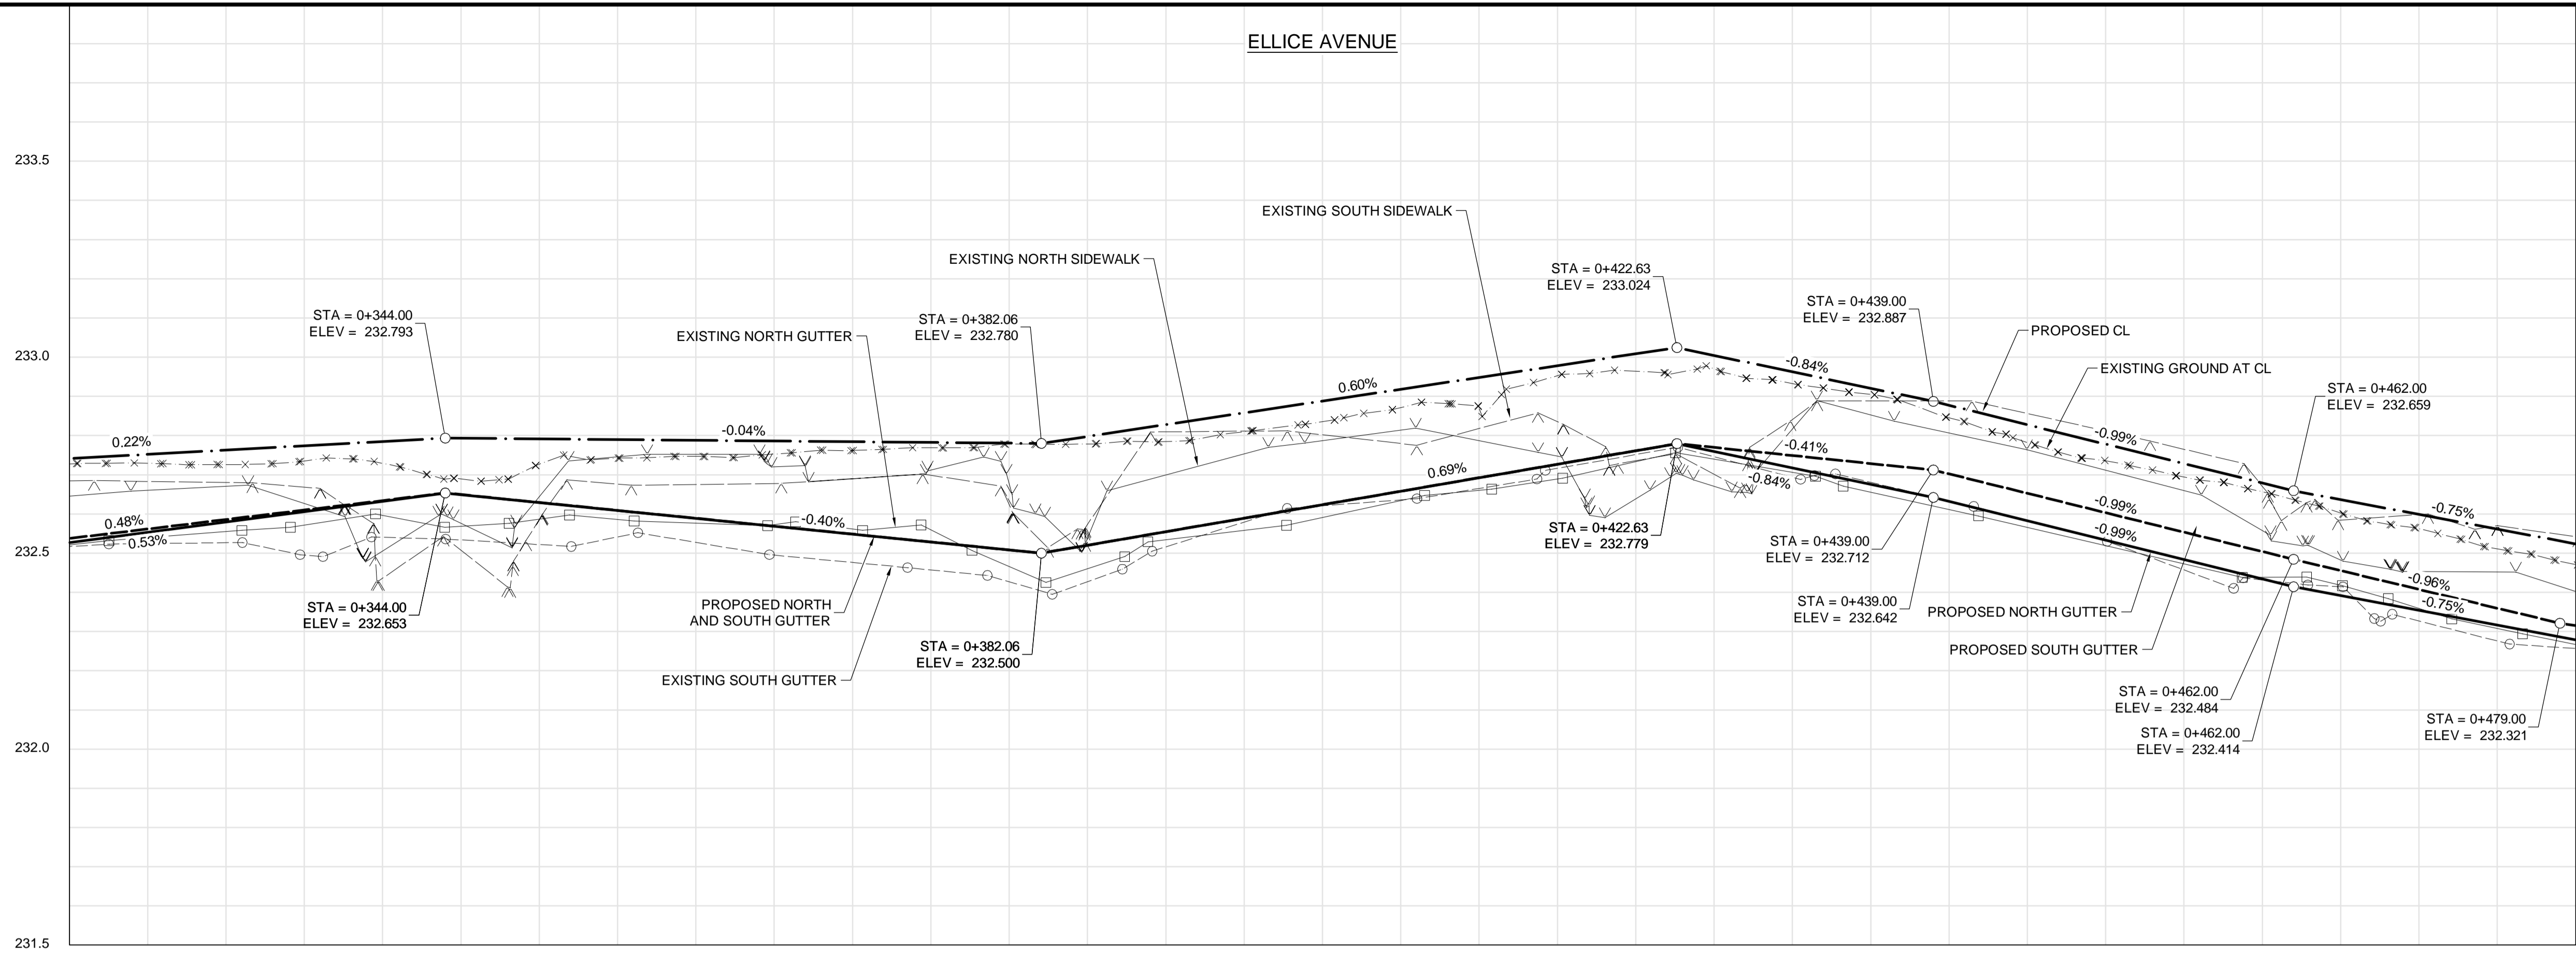 ELLICE AVENUE
233.5
233.0
232.5
232.0
231.5
EXISTING SOUTH SIDEWALK
EXISTING NORTH SIDEWALK
STA = 0+422.63
ELEV = 233.024
STA = 0+439.00
ELEV = 232.887
STA = 0+344.00
ELEV = 232.793
EXISTING NORTH GUTTER
STA = 0+382.06
ELEV = 232.780
PROPOSED CL
EXISTING GROUND AT CL
STA = 0+462.00
ELEV = 232.659
0.22%
-0.04%
0.60%
-0.84%
-0.99%
-0.75%
0.48%
0.53%
-0.40%
0.69%
-0.41%
-0.84%
-0.99%
-0.99%
-0.96%
-0.75%
STA = 0+344.00
ELEV = 232.653
PROPOSED NORTH
AND SOUTH GUTTER
EXISTING SOUTH GUTTER
STA = 0+382.06
ELEV = 232.500
STA = 0+422.63
ELEV = 232.779
STA = 0+439.00
ELEV = 232.712
STA = 0+439.00
ELEV = 232.642
PROPOSED NORTH GUTTER
PROPOSED SOUTH GUTTER
STA = 0+462.00
ELEV = 232.484
STA = 0+462.00
ELEV = 232.414
STA = 0+479.00
ELEV = 232.321